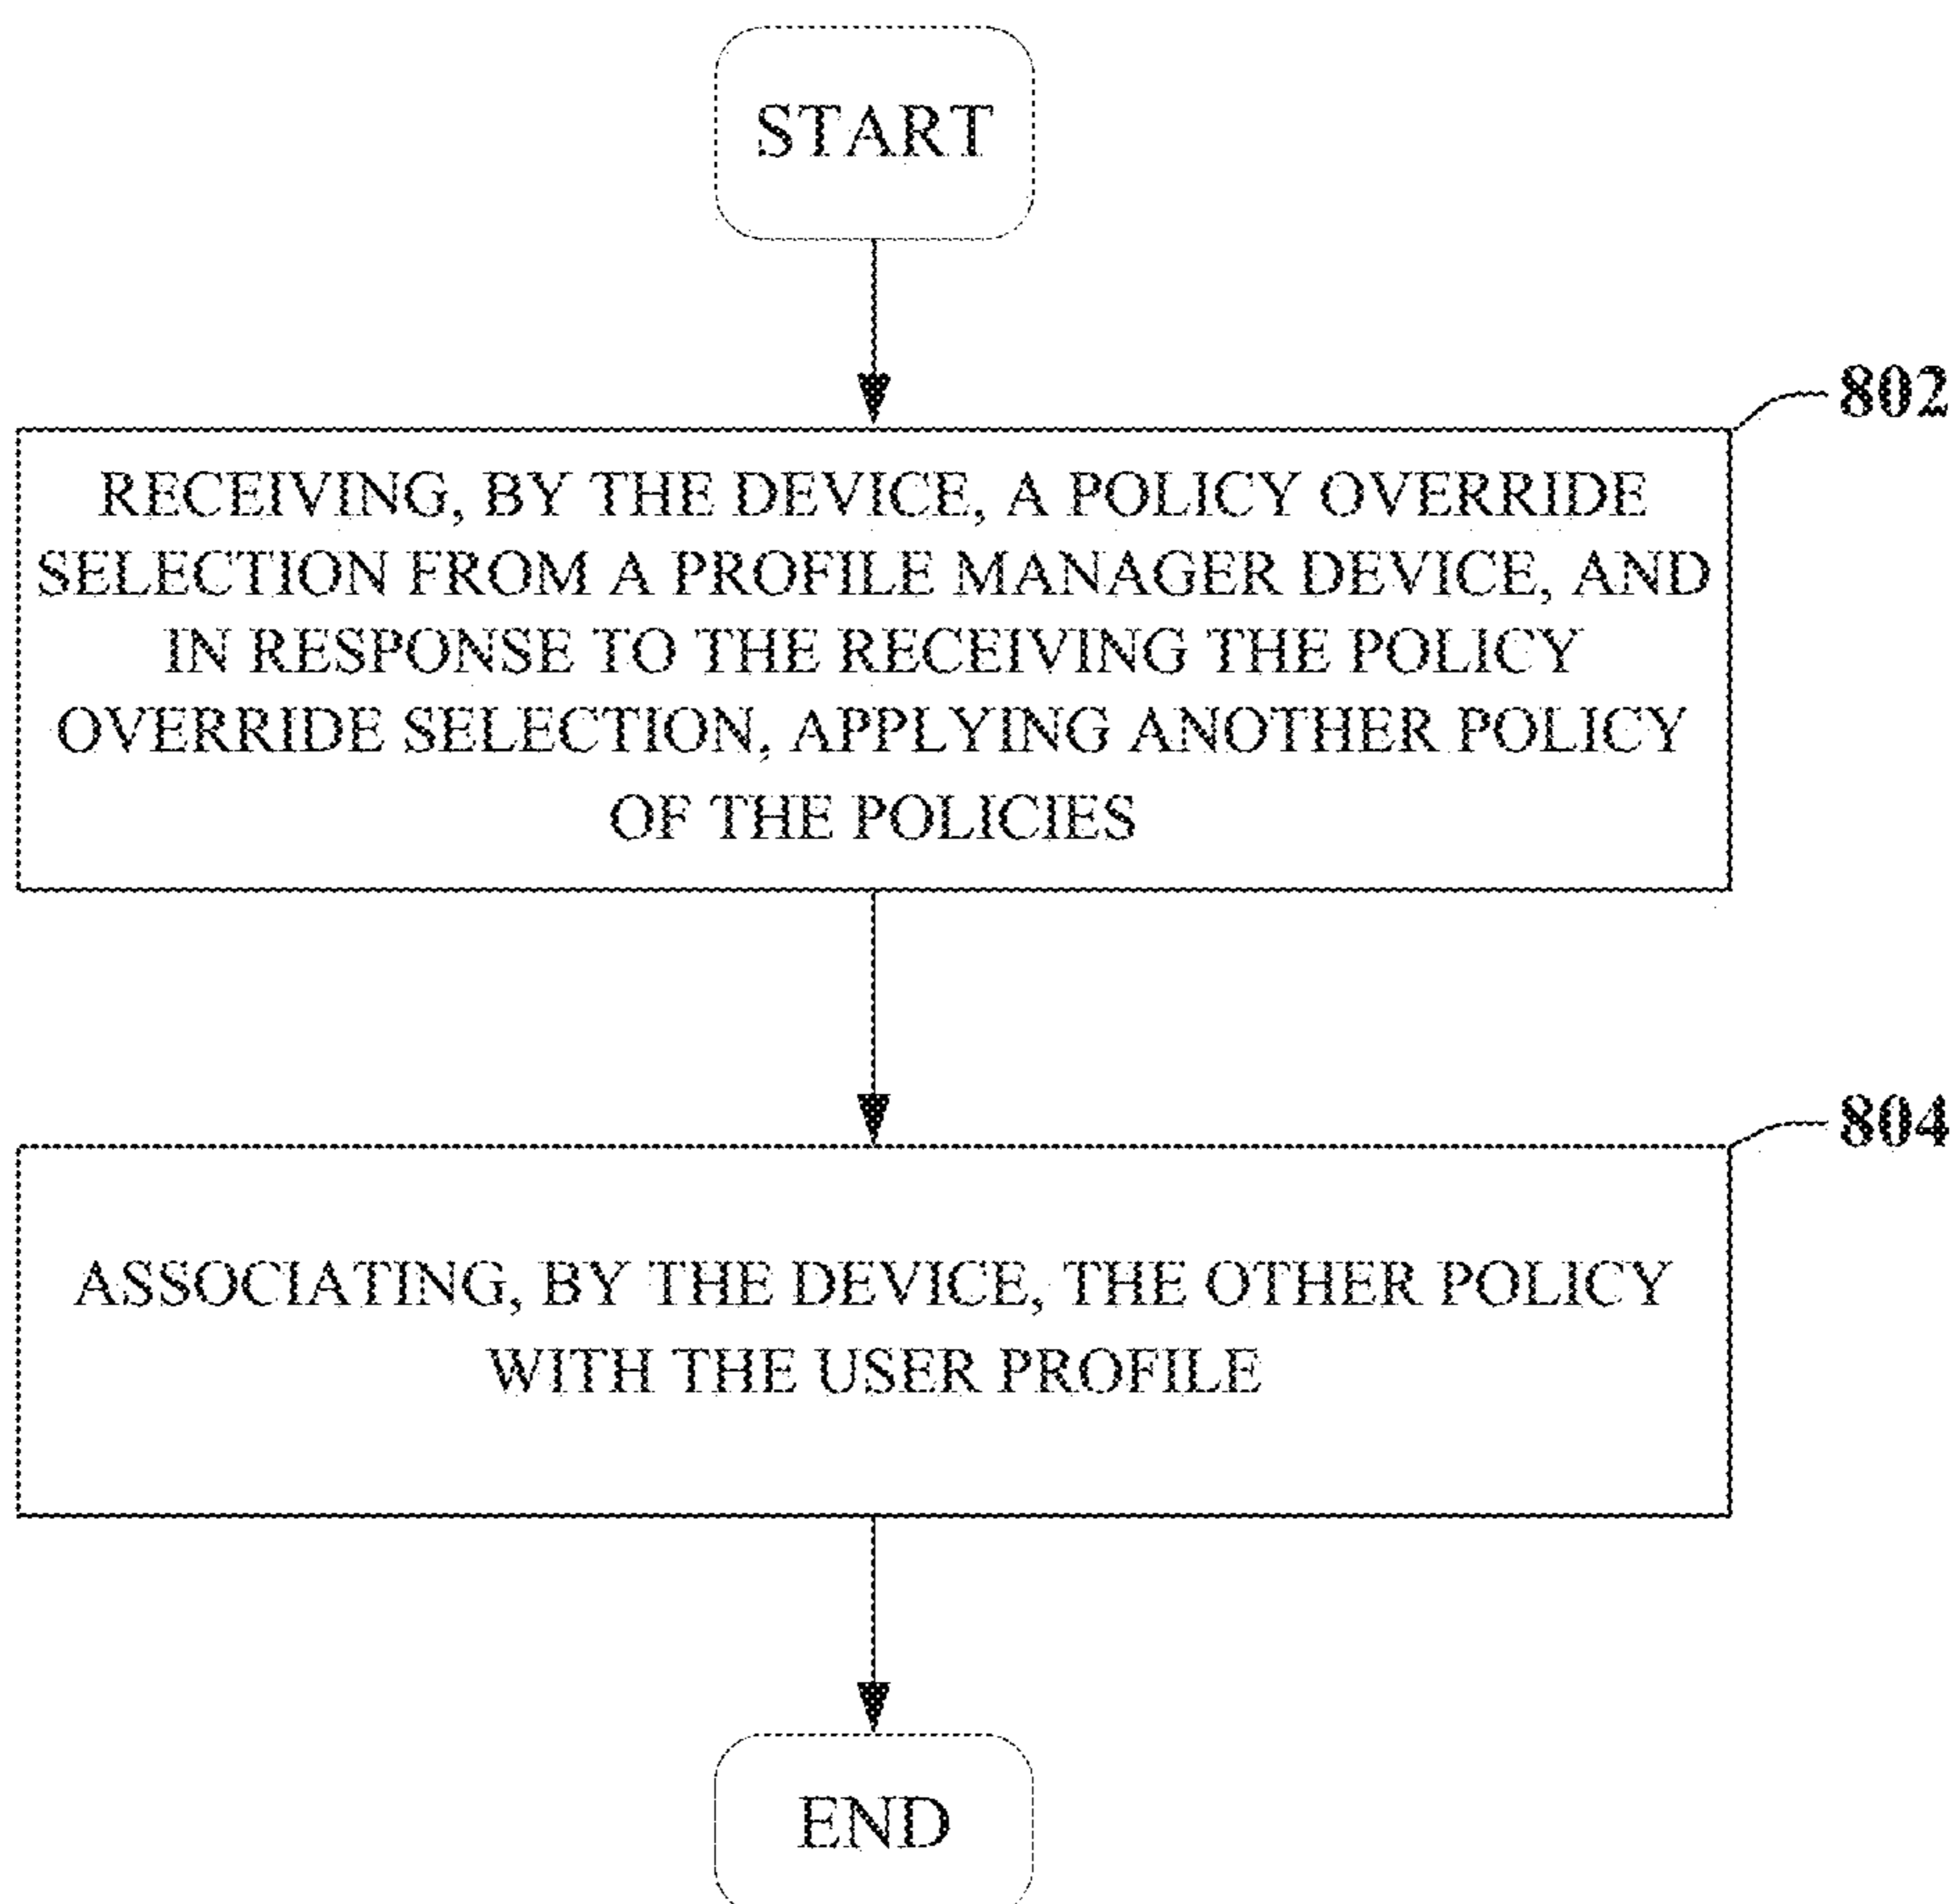 START
802
RECEIVING, BY THE DEVICE, A POLICY OVERRIDE
SELECTION FROM A PROFILE MANAGER DEVICE, AND
IN RESPONSE TO THE RECEIVING THE POLICY
OVERRIDE SELECTION, APPLYING ANOTHER POLICY
OF THE POLICIES
804
ASSOCIATING, BY THE DEVICE, THE OTHER POLICY
WITH THE USER PROFILE
END